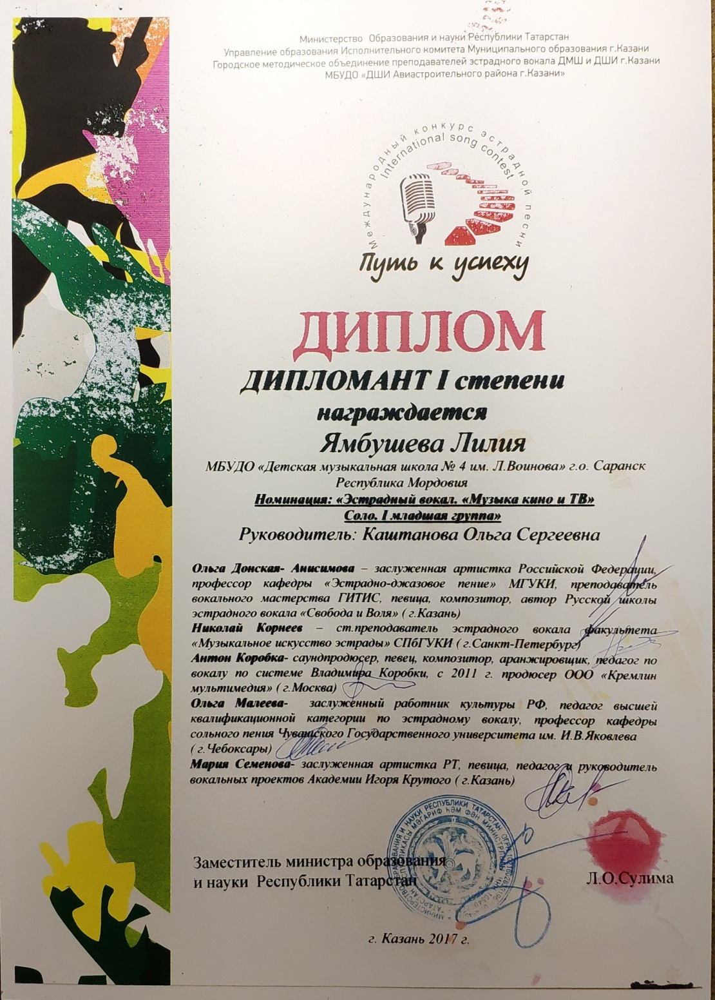 Министерство Образования и науки Республики Татарстан
Управление образования Исполнительного комитета Муниципального образования г.Казани
Городское методическое объединение преподавателей эстрадного вокала ДМШ и ДШИ г.Казани
МБУДО «ДШИ Авиастроительного района г.Казани»
Международный конкурс эстрадной песни
International song contest
Путь к успеху
ДИПЛОМ
ДИПЛОМАНТ I степени
награждается
Ямбушева Лилия
МБУДО «Детская музыкальная школа № 4 им. Л.Воинова» г.о. Саранск
Республика Мордовия
Номинация: «Эстрадный вокал. «Музыка кино и ТВ»
Соло. I младшая группа»
Руководитель: Каштанова Ольга Сергеевна
Ольга Донская- Анисимова – заслуженная артистка Российской Федерации,
профессор кафедры «Эстрадно-джазовое пение» МГУКИ, преподаватель
вокального мастерства ГИТИС, певица, композитор, автор Русской школы
эстрадного вокала «Свобода и Воля» ( г.Казань)
Николай Корнеев – ст.преподаватель эстрадного вокала факультета
«Музыкальное искусство эстрады» СПбГУКИ ( г.Санкт-Петербург)
Антон Коробка- саундпродюсер, певец, композитор, аранжировщик, педагог по
вокалу по системе Владимира Коробки, с 2011 г. продюсер ООО «Кремлин
мультимедия» ( г.Москва)
Ольга Малеева- заслуженный работник культуры РФ, педагог высшей
квалификационной категории по эстрадному вокалу, профессор кафедры
сольного пения Чувашского Государственного университета им. И.В.Яковлева
( г.Чебоксары)
Мария Семенова- заслуженная артистка РТ, певица, педагог и руководитель
вокальных проектов Академии Игоря Крутого ( г.Казань)
Заместитель министра образования
и науки Республики Татарстан
Л.О.Сулима
г. Казань 2017 г.